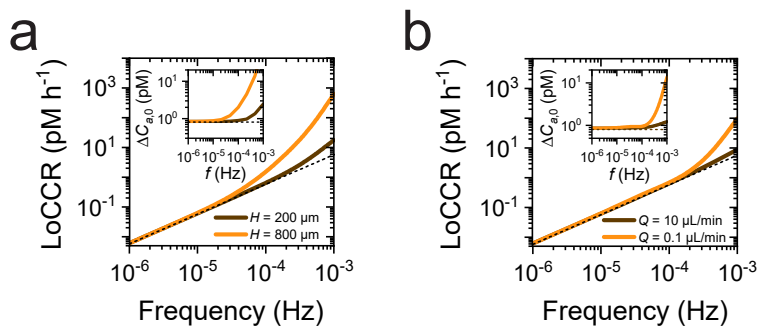 a
LoCCR (pM h⁻¹)
10³
10¹
10⁻¹
10⁻⁶
10⁻⁵
10⁻⁴
10⁻³
Frequency (Hz)
ΔCₐ,₀ (pM)
10¹
10⁰
10⁻⁶
10⁻⁵
10⁻⁴
10⁻³
f (Hz)
H = 200 µm
H = 800 µm
b
LoCCR (pM h⁻¹)
10³
10¹
10⁻¹
10⁻⁶
10⁻⁵
10⁻⁴
10⁻³
Frequency (Hz)
ΔCₐ,₀ (pM)
10¹
10⁰
10⁻⁶
10⁻⁵
10⁻⁴
10⁻³
f (Hz)
Q = 10 µL/min
Q = 0.1 µL/min